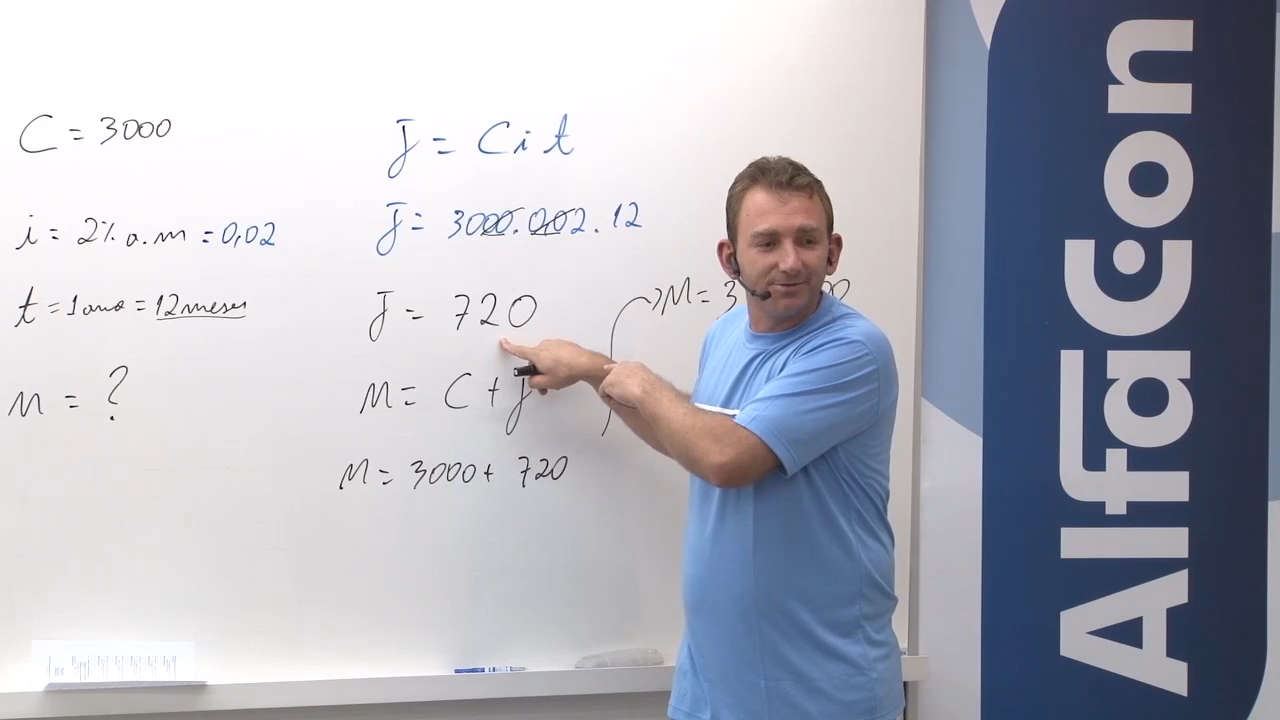 C = 3000
i = 2% a.m = 0,02
t = 1 ano = 12 meses
M = ?
J = C i t
J = 3000 . 0,02 . 12
J = 720
M = C + J
M = 3000 + 720
M = 3
AlfaCon